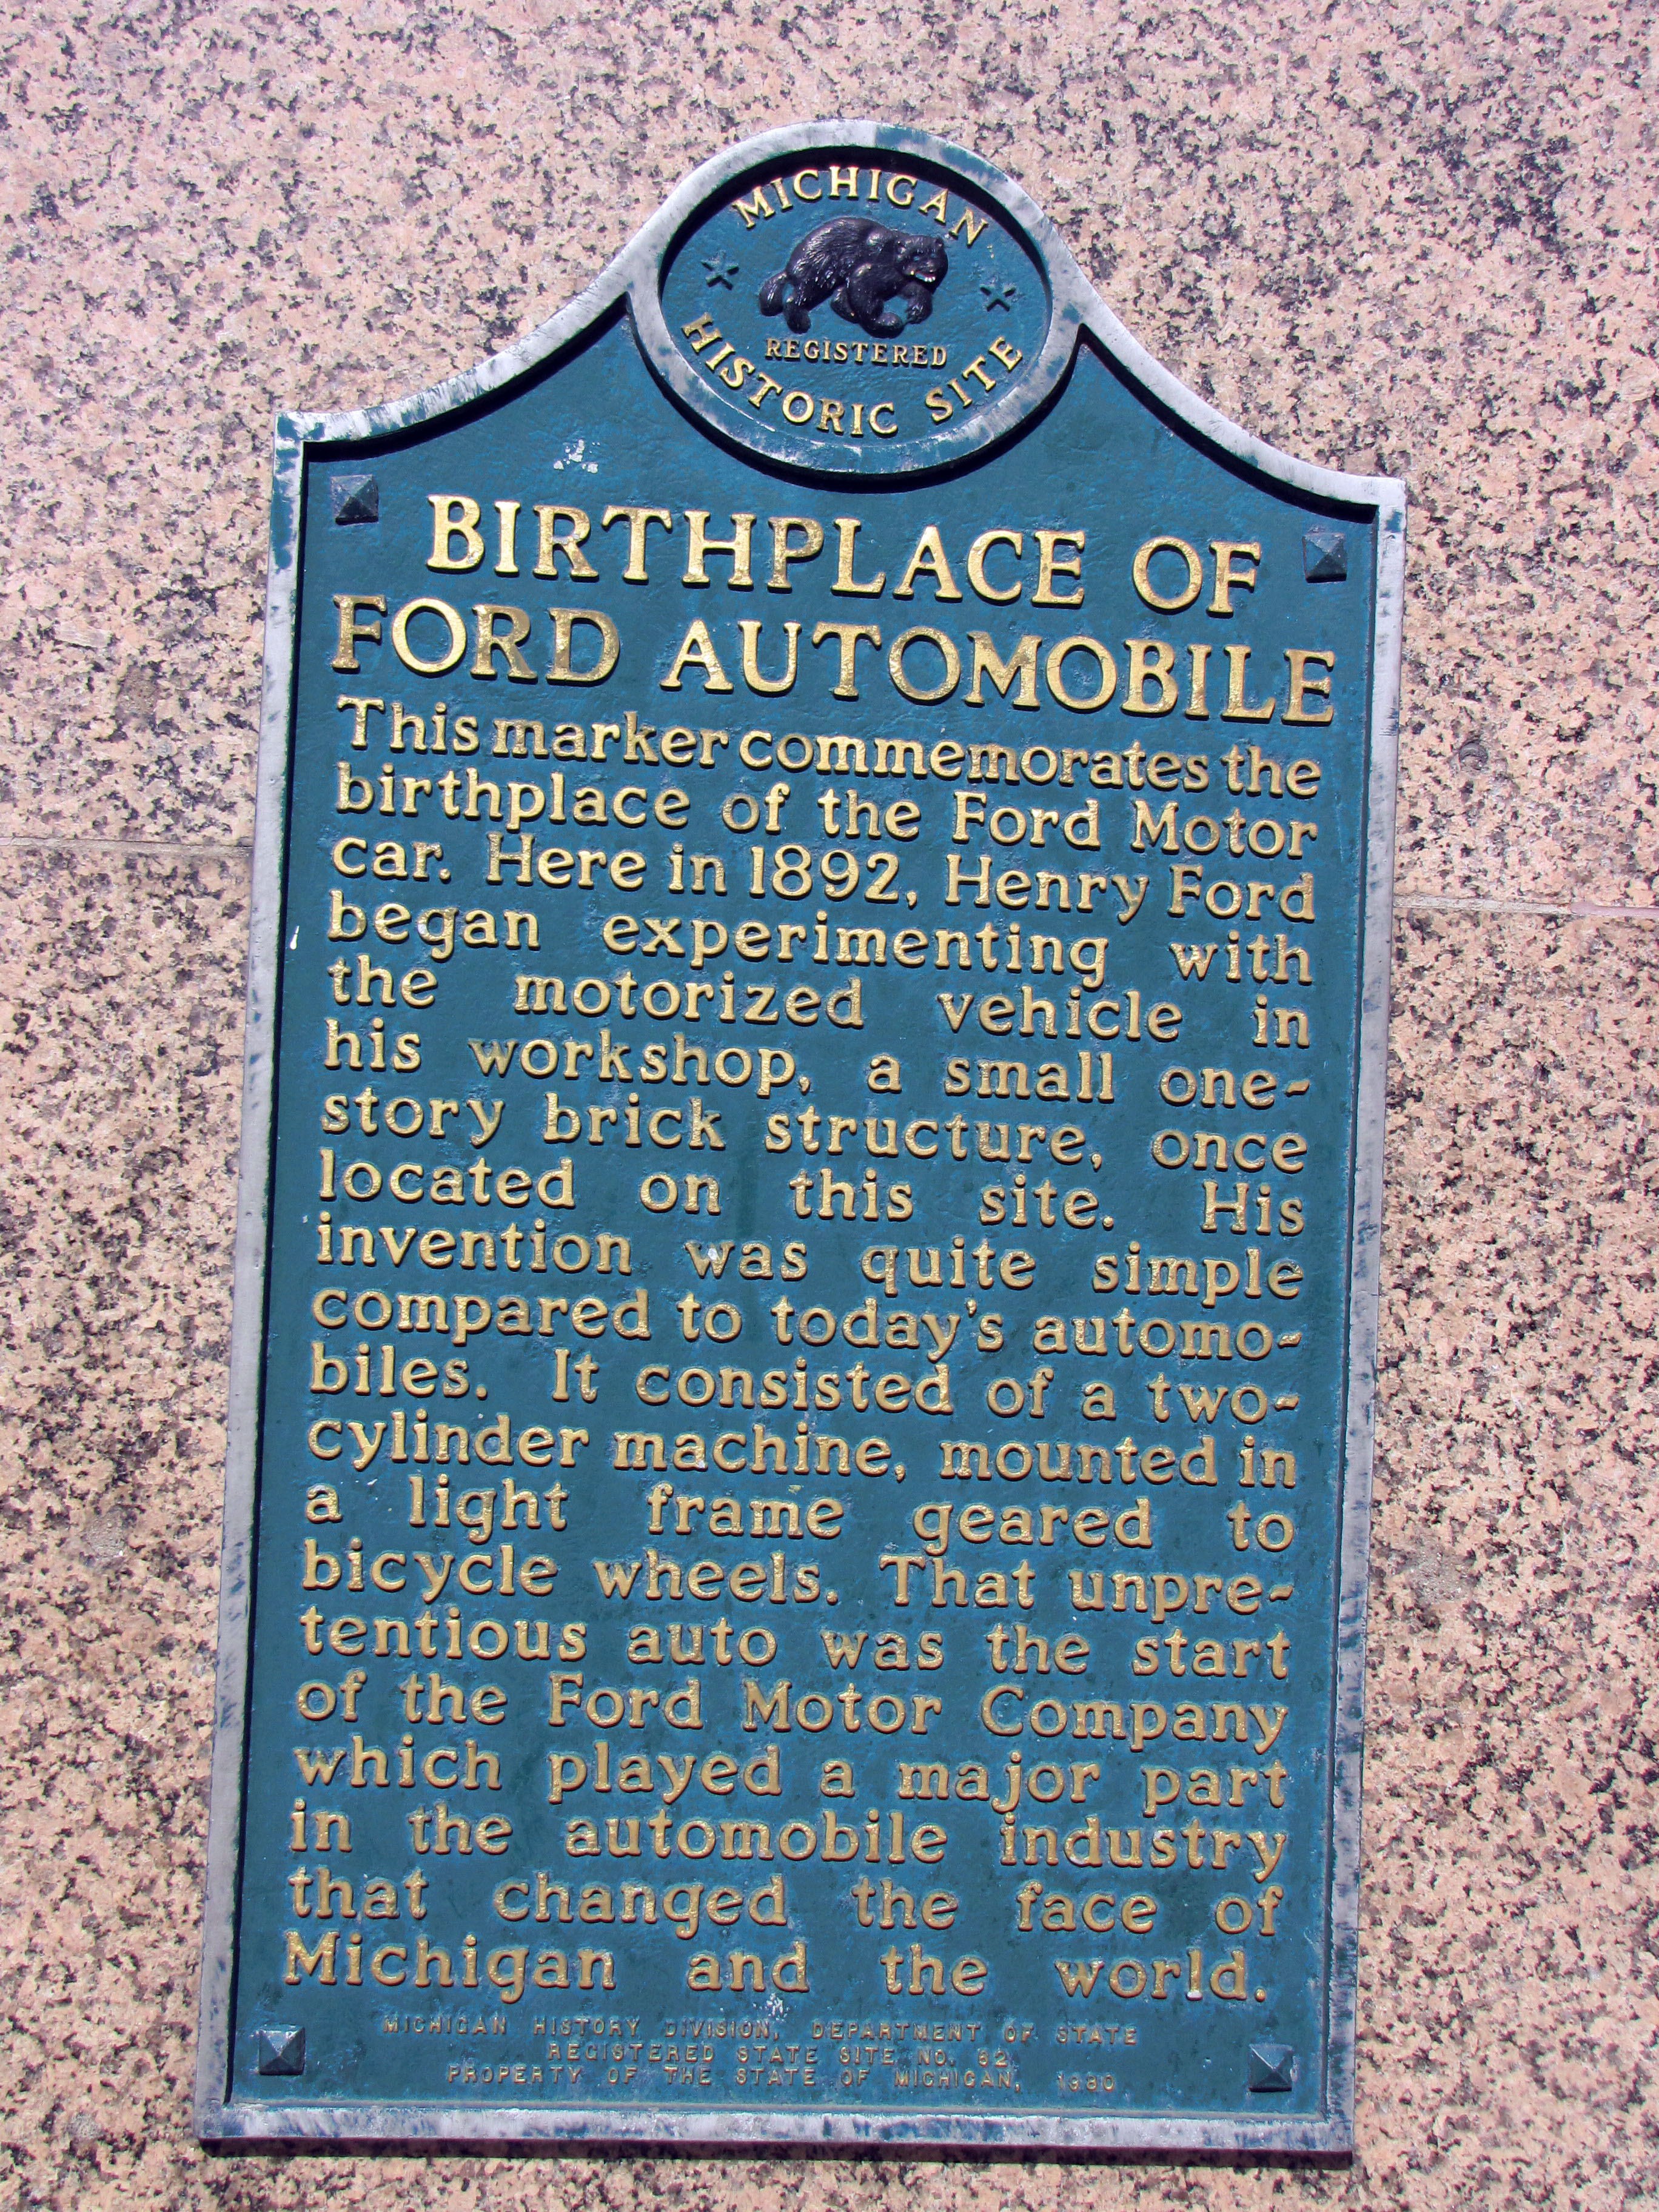 MICHIGAN
REGISTERED
HISTORIC SITE
BIRTHPLACE OF
FORD AUTOMOBILE
This marker commemorates the
birthplace of the Ford Motor
car. Here in 1892, Henry Ford
began experimenting with
the motorized vehicle in
his workshop, a small one-
story brick structure, once
located on this site. His
invention was quite simple
compared to today's automo-
biles. It consisted of a two-
cylinder machine, mounted in
a light frame geared to
bicycle wheels. That unpre-
tentious auto was the start
of the Ford Motor Company
which played a major part
in the automobile industry
that changed the face of
Michigan and the world.
MICHIGAN HISTORY DIVISION, DEPARTMENT OF STATE
REGISTERED STATE SITE NO. 62
PROPERTY OF THE STATE OF MICHIGAN, 1980